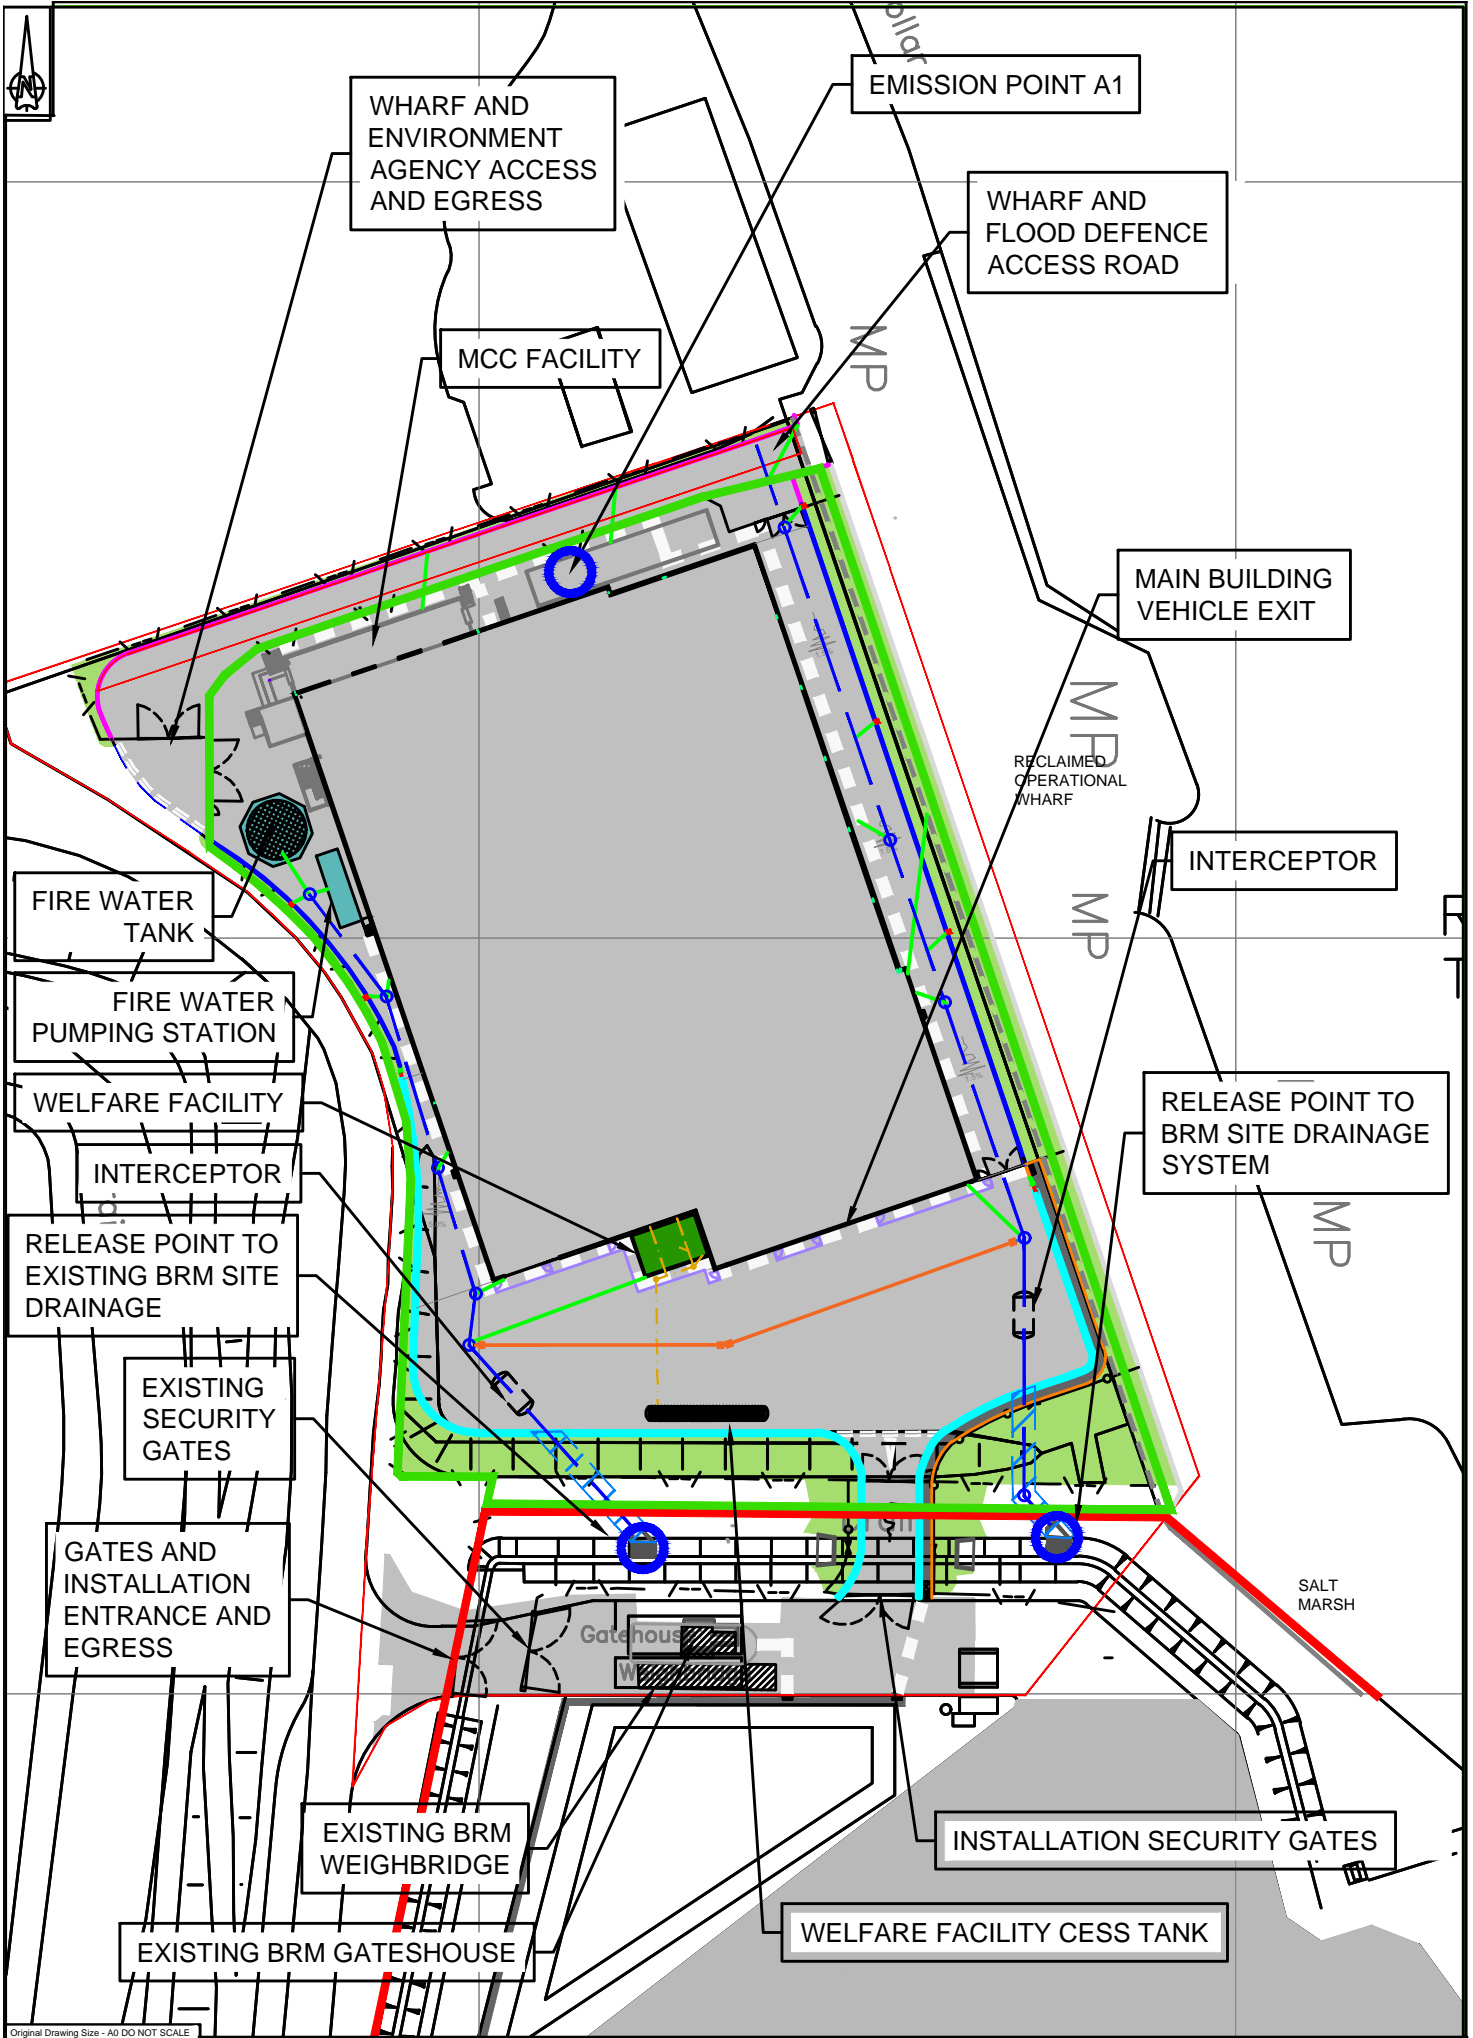 N
ollar
EMISSION POINT A1
WHARF AND
ENVIRONMENT
AGENCY ACCESS
AND EGRESS
WHARF AND
FLOOD DEFENCE
ACCESS ROAD
MCC FACILITY
MP
MAIN BUILDING
VEHICLE EXIT
MP
RECLAIMED
OPERATIONAL
WHARF
INTERCEPTOR
FIRE WATER
TANK
MP
FIRE WATER
PUMPING STATION
WELFARE FACILITY
RELEASE POINT TO
BRM SITE DRAINAGE
SYSTEM
INTERCEPTOR
MP
RELEASE POINT TO
EXISTING BRM SITE
DRAINAGE
EXISTING
SECURITY
GATES
GATES AND
INSTALLATION
ENTRANCE AND
EGRESS
SALT
MARSH
Gatehouse
EXISTING BRM
WEIGHBRIDGE
INSTALLATION SECURITY GATES
EXISTING BRM GATESHOUSE
WELFARE FACILITY CESS TANK
Original Drawing Size - A0 DO NOT SCALE